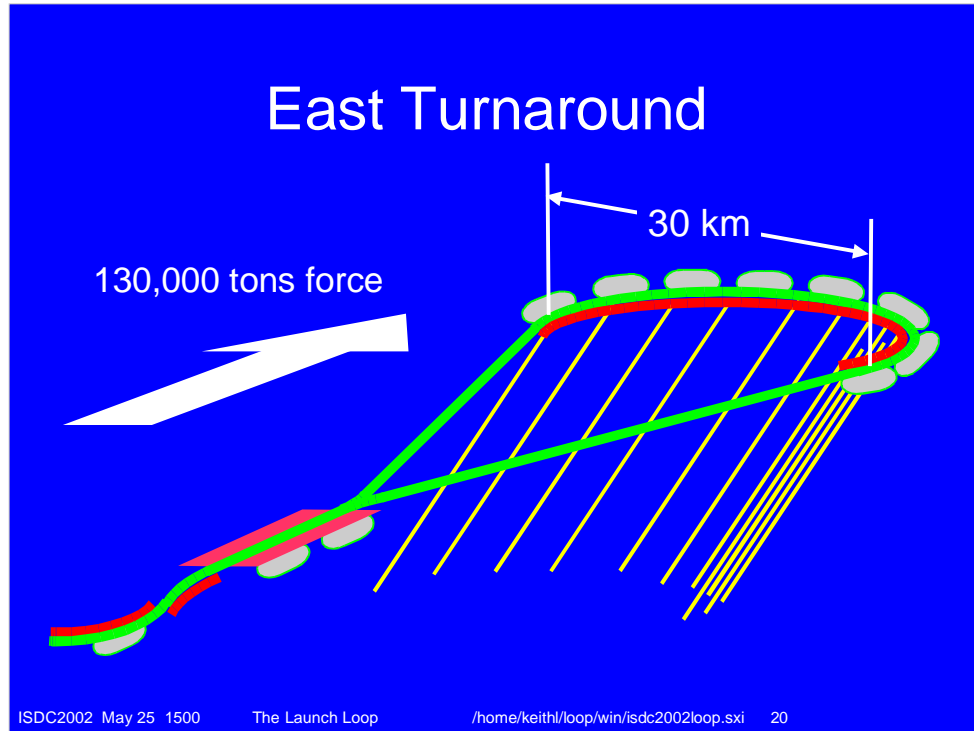 East Turnaround
30 km
130,000 tons force
ISDC2002 May 25 1500 The Launch Loop /home/keithl/loop/win/isdc2002loop.sxi 20